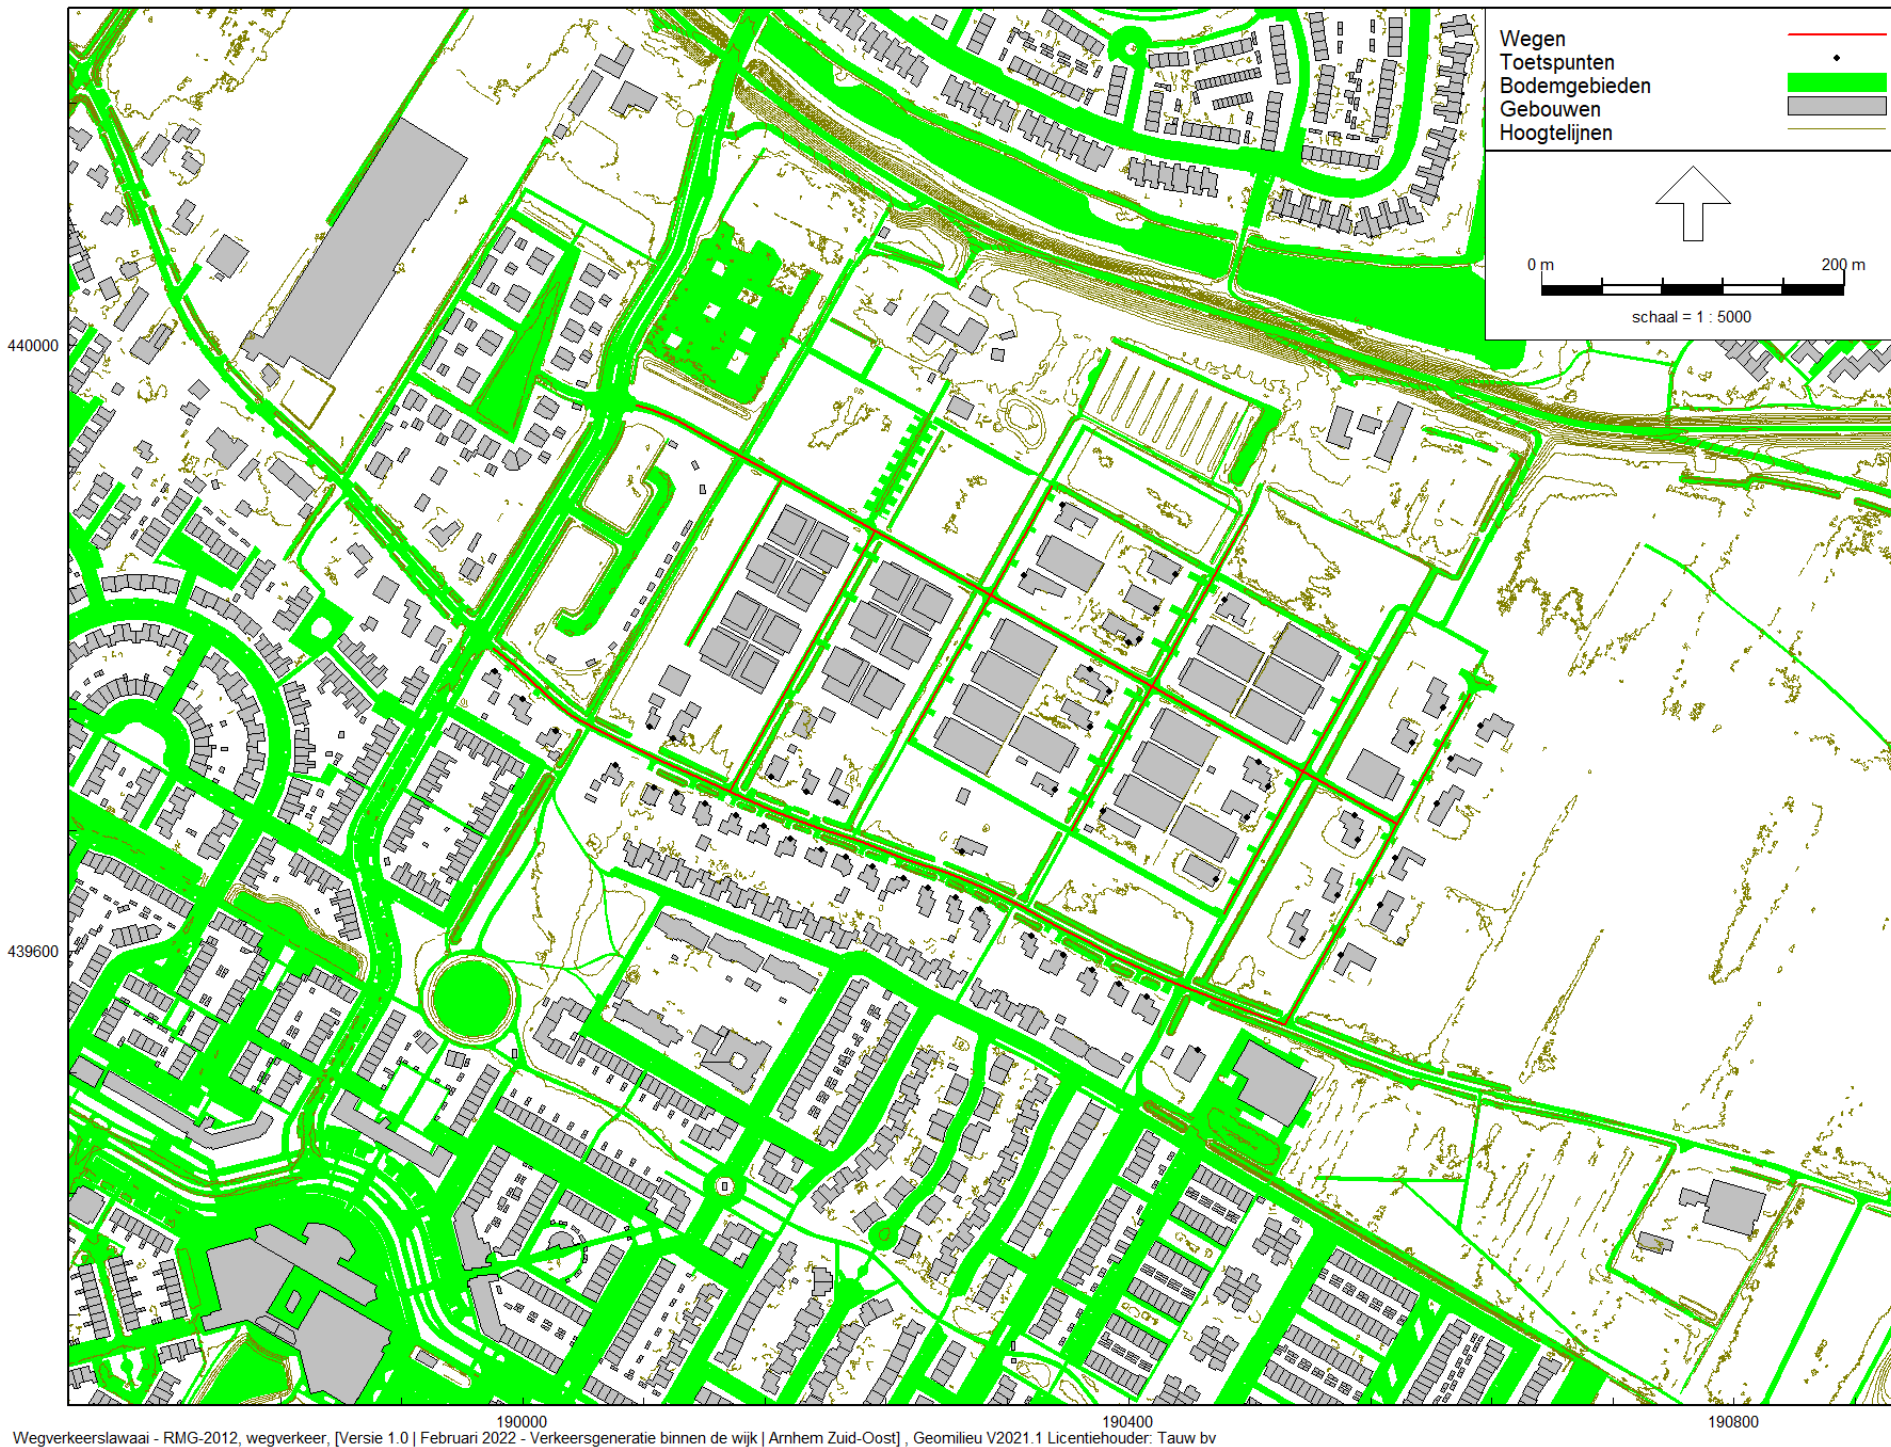 Wegen
Toetspunten
Bodemgebieden
Gebouwen
Hoogtelijnen
0 m 200 m
schaal = 1 : 5000
440000
439600
190000 190400 190800
Wegverkeerslawaai - RMG-2012, wegverkeer, [Versie 1.0 | Februari 2022 - Verkeersgeneratie binnen de wijk | Arnhem Zuid-Oost] , Geomilieu V2021.1 Licentiehouder: Tauw bv